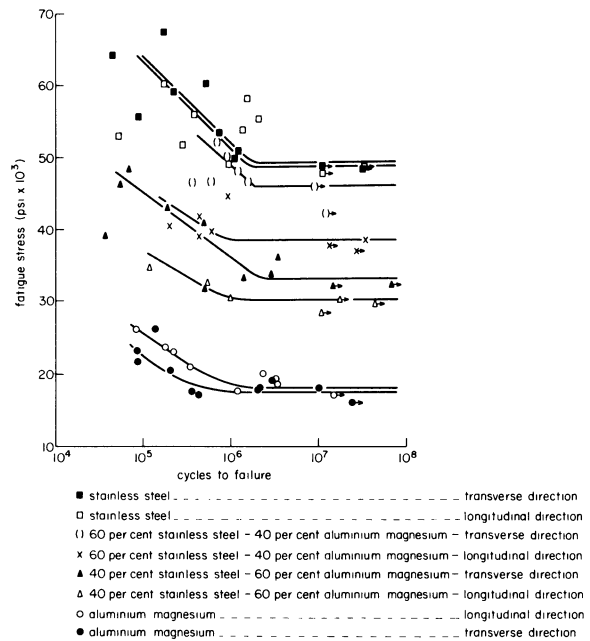 70
60
50
40
30
20
10
fatigue stress (psi x 10³)
10⁴ 10⁵ 10⁶ 10⁷ 10⁸
cycles to failure
■ stainless steel _ _ _ _ _ _ _ _ _ _ _ _ _ _ _ _ _ transverse direction
□ stainless steel _ _ _ _ _ _ _ _ _ _ _ _ _ _ _ _ _ longitudinal direction
() 60 per cent stainless steel - 40 per cent aluminium magnesium - transverse direction
x 60 per cent stainless steel - 40 per cent aluminium magnesium - longitudinal direction
▲ 40 per cent stainless steel - 60 per cent aluminium magnesium - transverse direction
△ 40 per cent stainless steel - 60 per cent aluminium magnesium - longitudinal direction
○ aluminium magnesium _ _ _ _ _ _ _ _ _ _ _ _ _ longitudinal direction
● aluminium magnesium _ _ _ _ _ _ _ _ _ _ _ _ _ transverse direction